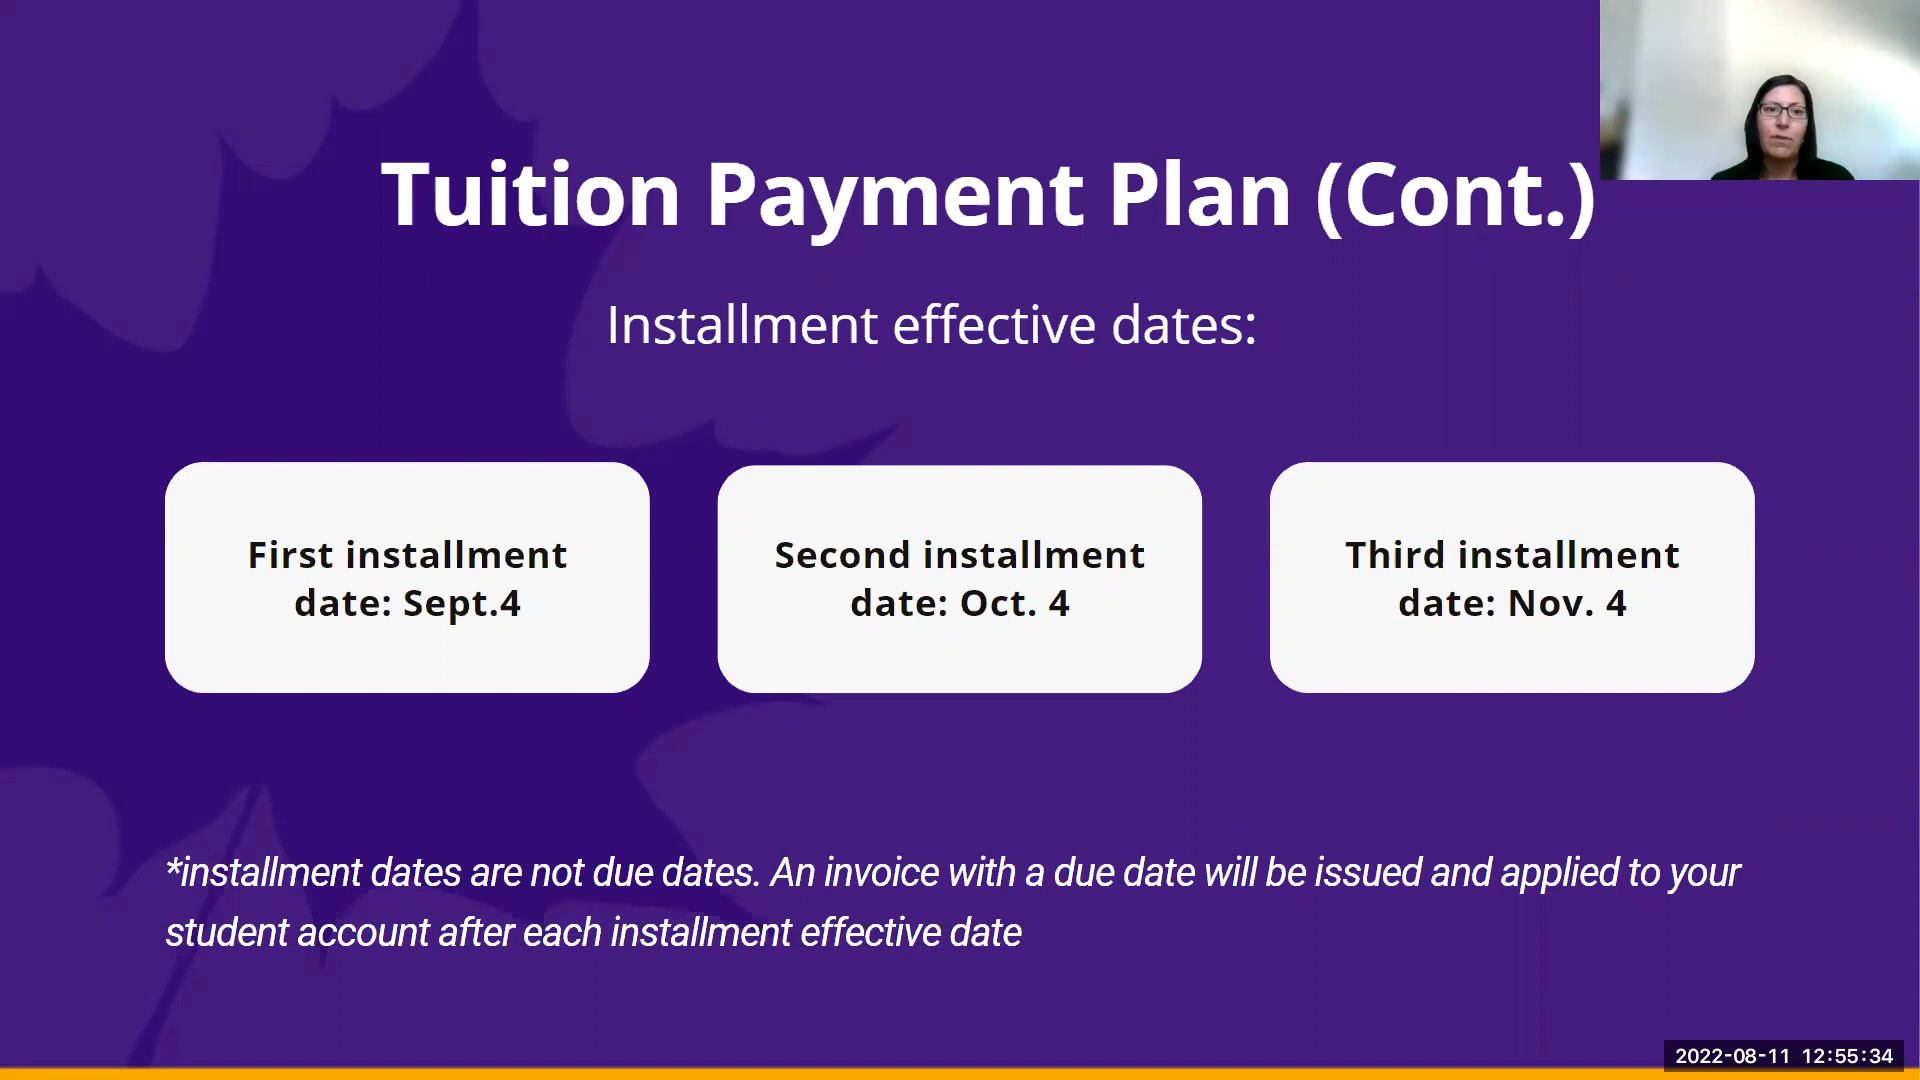 Tuition Payment Plan (Cont.)
Installment effective dates:
First installment
date: Sept.4
Second installment
date: Oct. 4
Third installment
date: Nov. 4
*installment dates are not due dates. An invoice with a due date will be issued and applied to your
student account after each installment effective date
2022-08-11 12:55:34